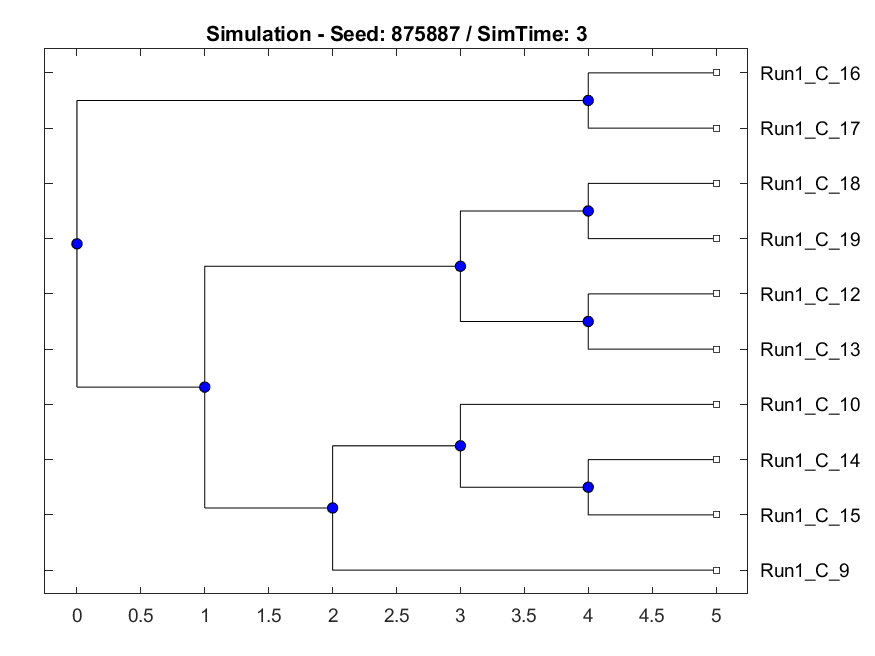 Simulation - Seed: 875887 / SimTime: 3
Run1_C_16
Run1_C_17
Run1_C_18
Run1_C_19
Run1_C_12
Run1_C_13
Run1_C_10
Run1_C_14
Run1_C_15
Run1_C_9
0 0.5 1 1.5 2 2.5 3 3.5 4 4.5 5